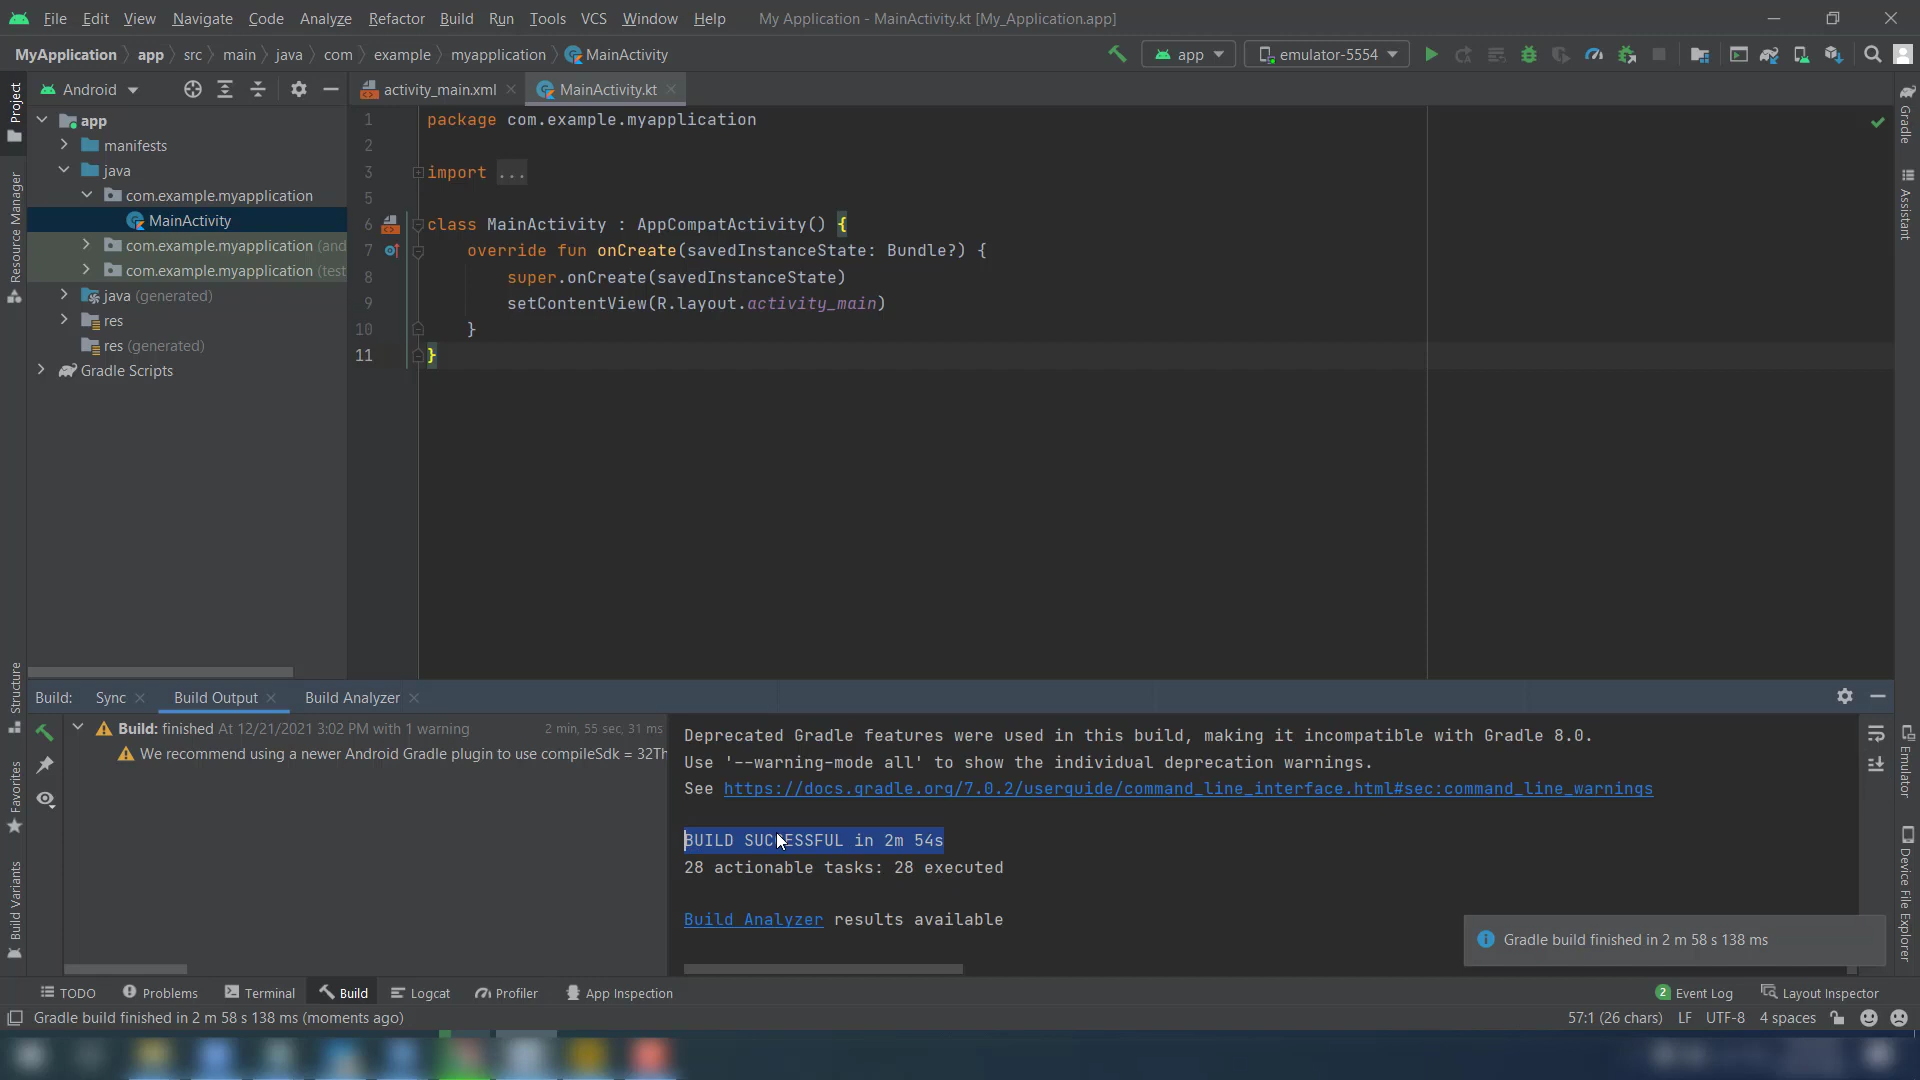 File Edit View Navigate Code Analyze Refactor Build Run Tools VCS Window Help My Application - MainActivity.kt [My_Application.app]
MyApplication app src main java com example myapplication MainActivity app emulator-5554
Android activity_main.xml MainActivity.kt
Project
Resource Manager
Structure
Favorites
Build Variants
app
manifests
java
com.example.myapplication
MainActivity
com.example.myapplication (and
com.example.myapplication (test
java (generated)
res
res (generated)
Gradle Scripts
1 package com.example.myapplication
2
3 import ...
5
6 class MainActivity : AppCompatActivity() {
7 override fun onCreate(savedInstanceState: Bundle?) {
8 super.onCreate(savedInstanceState)
9 setContentView(R.layout.activity_main)
10 }
11 }
Gradle
Assistant
Emulator
Device File Explorer
Build: Sync Build Output Build Analyzer
Build: finished At 12/21/2021 3:02 PM with 1 warning 2 min, 55 sec, 31 ms
We recommend using a newer Android Gradle plugin to use compileSdk = 32Th
Deprecated Gradle features were used in this build, making it incompatible with Gradle 8.0.
Use '--warning-mode all' to show the individual deprecation warnings.
See https://docs.gradle.org/7.0.2/userguide/command_line_interface.html#sec:command_line_warnings
BUILD SUCCESSFUL in 2m 54s
28 actionable tasks: 28 executed
Build Analyzer results available
Gradle build finished in 2 m 58 s 138 ms
TODO Problems Terminal Build Logcat Profiler App Inspection 2 Event Log Layout Inspector
Gradle build finished in 2 m 58 s 138 ms (moments ago) 57:1 (26 chars) LF UTF-8 4 spaces